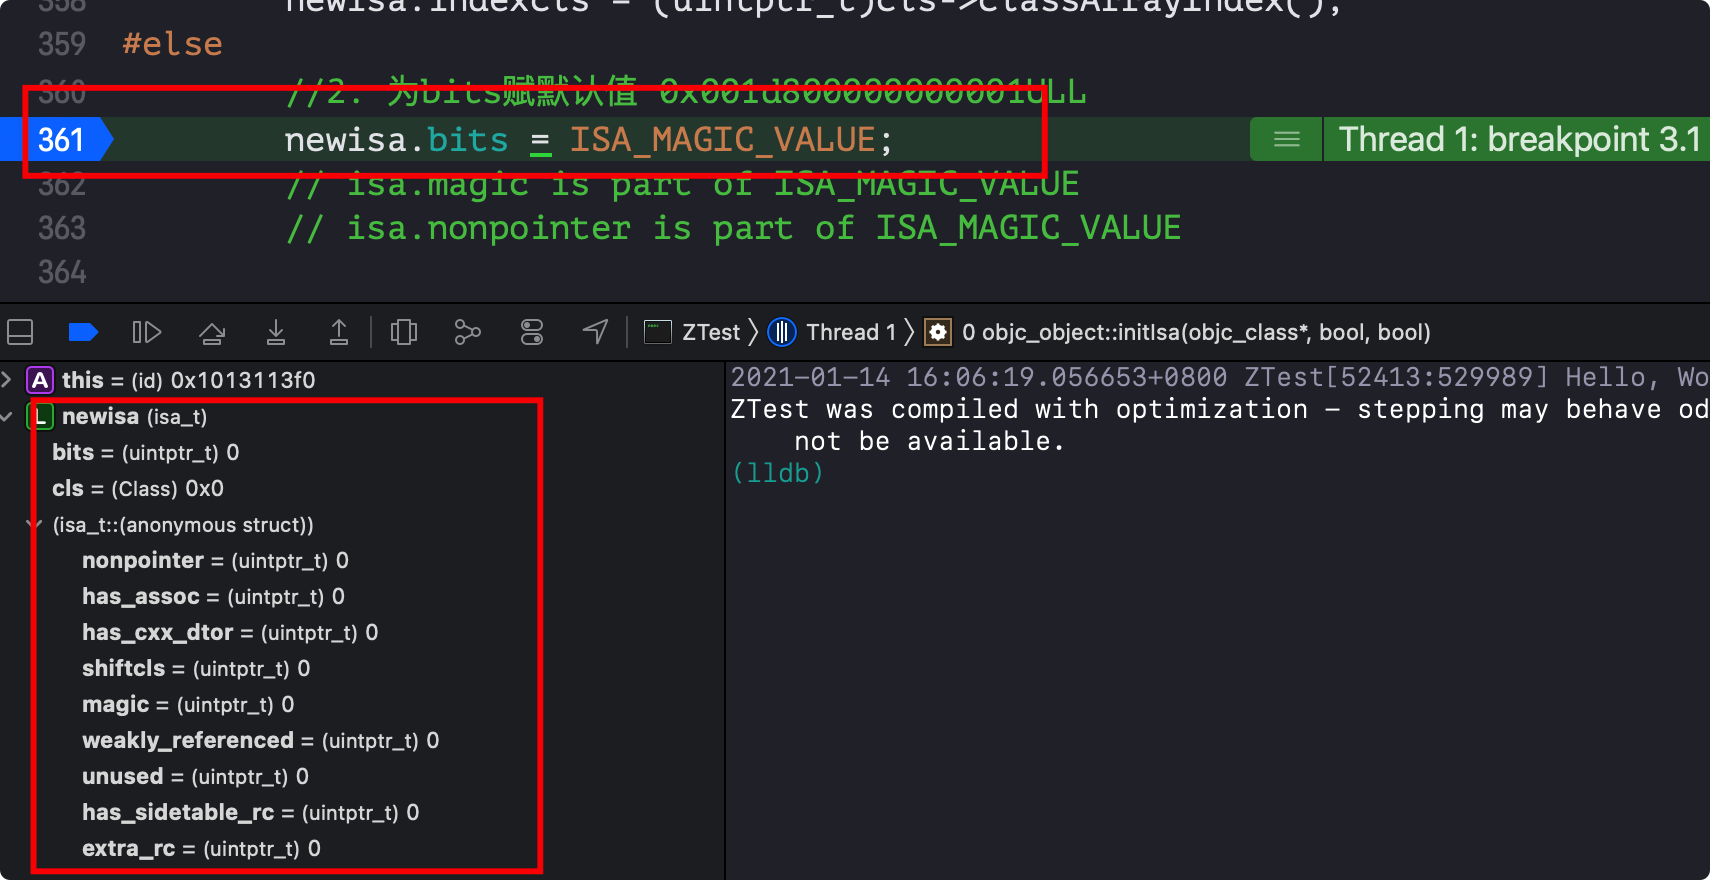 358 newisa.indexcls = (uintptr_t)cls->classArrayIndex();
359 #else
360 //2. 为bits赋默认值 0x001d800000000001ULL
361 newisa.bits = ISA_MAGIC_VALUE;
Thread 1: breakpoint 3.1
362 // isa.magic is part of ISA_MAGIC_VALUE
363 // isa.nonpointer is part of ISA_MAGIC_VALUE
364
ZTest 〉 Thread 1 〉 0 objc_object::initIsa(objc_class*, bool, bool)
A this = (id) 0x1013113f0
L newisa (isa_t)
bits = (uintptr_t) 0
cls = (Class) 0x0
(isa_t::(anonymous struct))
nonpointer = (uintptr_t) 0
has_assoc = (uintptr_t) 0
has_cxx_dtor = (uintptr_t) 0
shiftcls = (uintptr_t) 0
magic = (uintptr_t) 0
weakly_referenced = (uintptr_t) 0
unused = (uintptr_t) 0
has_sidetable_rc = (uintptr_t) 0
extra_rc = (uintptr_t) 0
2021-01-14 16:06:19.056653+0800 ZTest[52413:529989] Hello, Wo
ZTest was compiled with optimization - stepping may behave od
not be available.
(lldb)